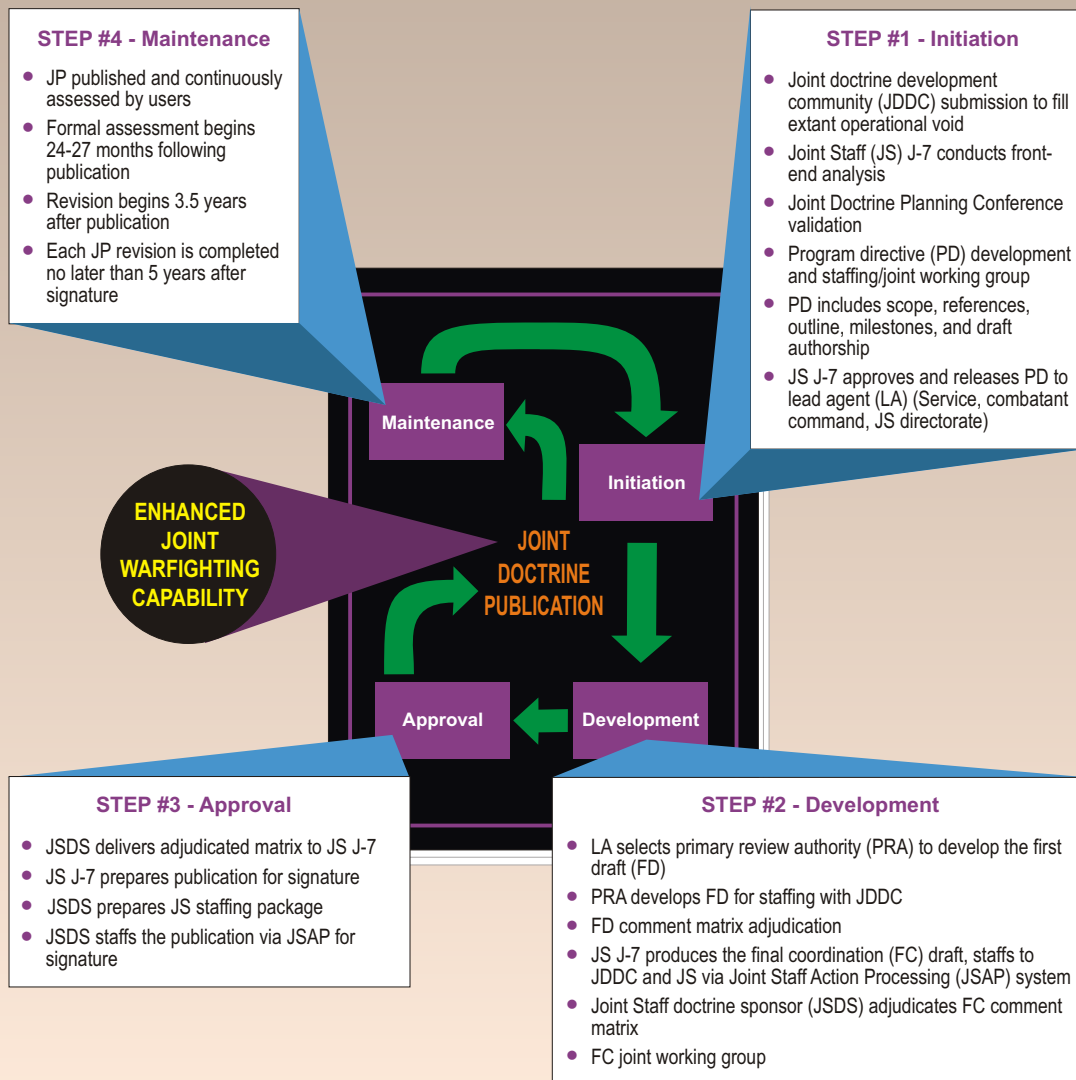 STEP #4 - Maintenance
• JP published and continuously
assessed by users
• Formal assessment begins
24-27 months following
publication
• Revision begins 3.5 years
after publication
• Each JP revision is completed
no later than 5 years after
signature
STEP #1 - Initiation
• Joint doctrine development
community (JDDC) submission to fill
extant operational void
• Joint Staff (JS) J-7 conducts front-
end analysis
• Joint Doctrine Planning Conference
validation
• Program directive (PD) development
and staffing/joint working group
• PD includes scope, references,
outline, milestones, and draft
authorship
• JS J-7 approves and releases PD to
lead agent (LA) (Service, combatant
command, JS directorate)
Maintenance
Initiation
ENHANCED
JOINT
WARFIGHTING
CAPABILITY
JOINT
DOCTRINE
PUBLICATION
Approval
Development
STEP #3 - Approval
• JSDS delivers adjudicated matrix to JS J-7
• JS J-7 prepares publication for signature
• JSDS prepares JS staffing package
• JSDS staffs the publication via JSAP for
signature
STEP #2 - Development
• LA selects primary review authority (PRA) to develop the first
draft (FD)
• PRA develops FD for staffing with JDDC
• FD comment matrix adjudication
• JS J-7 produces the final coordination (FC) draft, staffs to
JDDC and JS via Joint Staff Action Processing (JSAP) system
• Joint Staff doctrine sponsor (JSDS) adjudicates FC comment
matrix
• FC joint working group